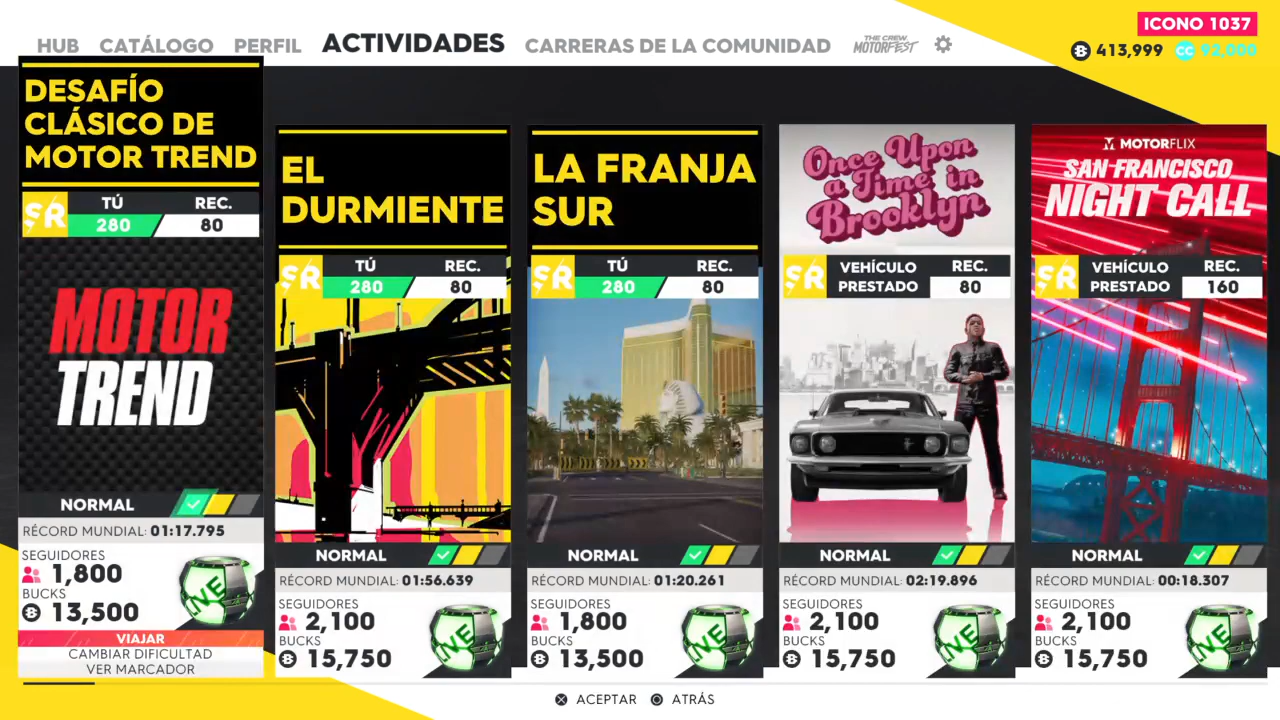 HUB CATÁLOGO PERFIL ACTIVIDADES CARRERAS DE LA COMUNIDAD THE CREW MOTORFEST
ICONO 1037
413,999 CC 92,000
DESAFÍO
CLÁSICO DE
MOTOR TREND
SR TÚ REC.
280 80
MOTOR
TREND
NORMAL
RÉCORD MUNDIAL: 01:17.795
SEGUIDORES
1,800
BUCKS
13,500
VIAJAR
CAMBIAR DIFICULTAD
VER MARCADOR
EL
DURMIENTE
SR TÚ REC.
280 80
NORMAL
RÉCORD MUNDIAL: 01:56.639
SEGUIDORES
2,100
BUCKS
15,750
LA FRANJA
SUR
SR TÚ REC.
280 80
NORMAL
RÉCORD MUNDIAL: 01:20.261
SEGUIDORES
1,800
BUCKS
13,500
Once Upon
a Time in
Brooklyn
SR VEHÍCULO REC.
PRESTADO 80
NORMAL
RÉCORD MUNDIAL: 02:19.896
SEGUIDORES
2,100
BUCKS
15,750
MOTORFLIX
SAN FRANCISCO
NIGHT CALL
SR VEHÍCULO REC.
PRESTADO 160
NORMAL
RÉCORD MUNDIAL: 00:18.307
SEGUIDORES
2,100
BUCKS
15,750
ACEPTAR ATRÁS